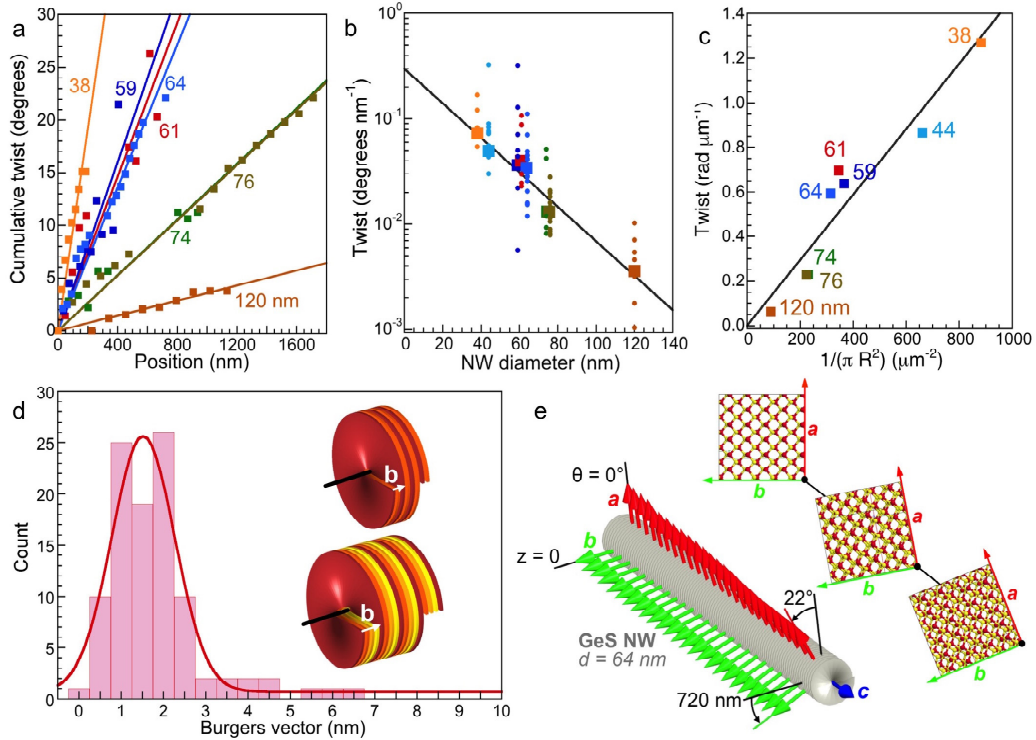 a
Cumulative twist (degrees)
30
25
20
15
10
5
0
38
59
64
61
76
74
120 nm
0 400 800 1200 1600
Position (nm)
b
Twist (degrees nm⁻¹)
10⁰
10⁻¹
10⁻²
10⁻³
0 20 40 60 80 100 120 140
NW diameter (nm)
c
Twist (rad μm⁻¹)
1.4
1.2
1.0
0.8
0.6
0.4
0.2
0.0
38
44
61
59
64
74
76
120 nm
0 200 400 600 800 1000
1/(π R²) (μm⁻²)
d
Count
30
25
20
15
10
5
0
b
b
0 1 2 3 4 5 6 7 8 9 10
Burgers vector (nm)
e
a
b
a
b
a
b
θ = 0°
a
z = 0
b
22°
GeS NW
d = 64 nm
c
720 nm